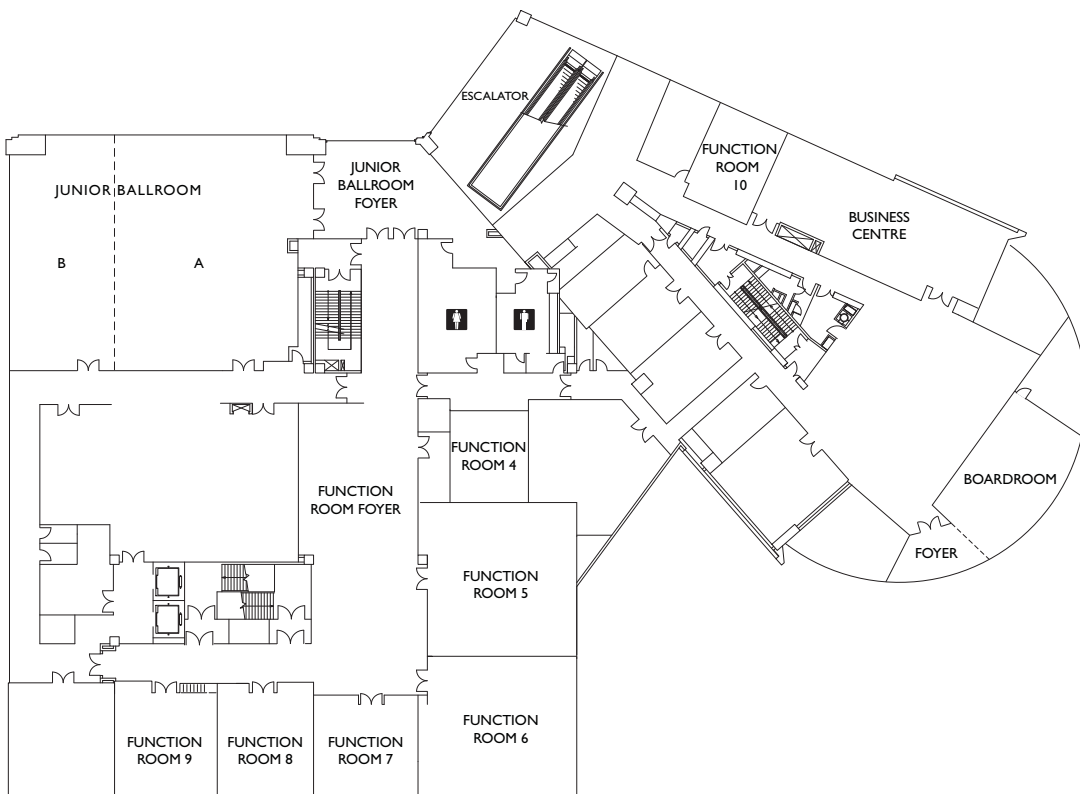 ESCALATOR
FUNCTION
ROOM
10
JUNIOR
BALLROOM
FOYER
JUNIOR BALLROOM
BUSINESS
CENTRE
B
A
FUNCTION
ROOM 4
BOARDROOM
FUNCTION
ROOM FOYER
FOYER
FUNCTION
ROOM 5
FUNCTION
ROOM 6
FUNCTION
ROOM 9
FUNCTION
ROOM 8
FUNCTION
ROOM 7